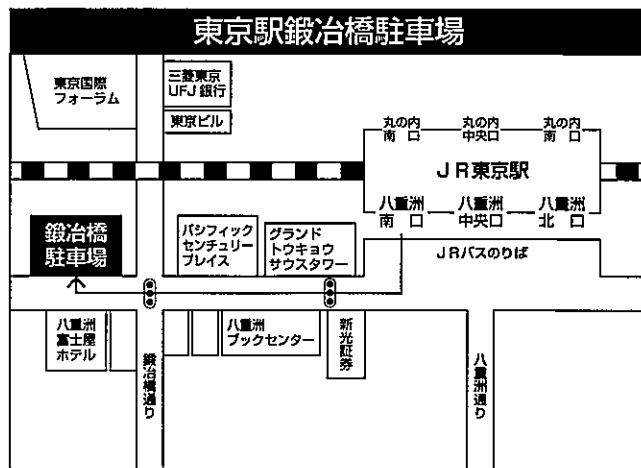 東京駅鍛冶橋駐車場
東京国際
フォーラム
三菱東京
UFJ銀行
東京ビル
丸の内
南口
丸の内
中央口
丸の内
南口
JR東京駅
八重洲
南口
八重洲
中央口
八重洲
北口
鍛冶橋
駐車場
パシフィック
センチュリー
プレイス
グランド
トウキョウ
サウスタワー
JRバスのりば
八重洲
富士屋
ホテル
鍛冶橋通り
八重洲
ブックセンター
新光証券
八重洲通り